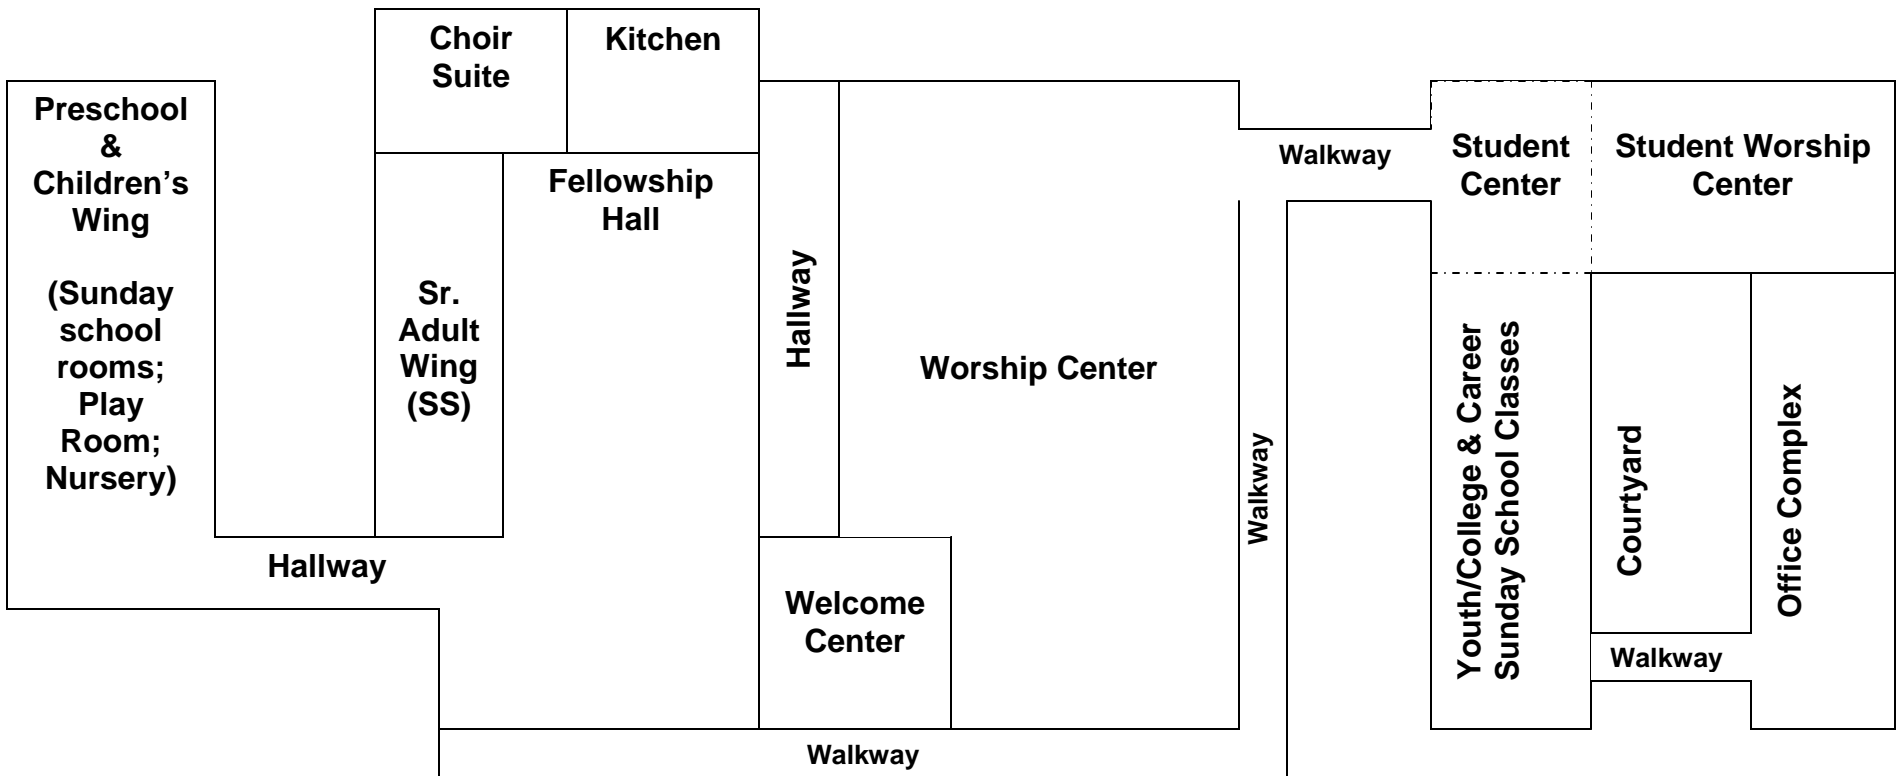 Choir
Suite
Kitchen
Preschool
&
Children’s
Wing
(Sunday
school
rooms;
Play
Room;
Nursery)
Fellowship
Hall
Sr.
Adult
Wing
(SS)
Hallway
Hallway
Welcome
Center
Worship Center
Walkway
Walkway
Walkway
Student
Center
Student Worship
Center
Youth/College & Career
Sunday School Classes
Courtyard
Office Complex
Walkway